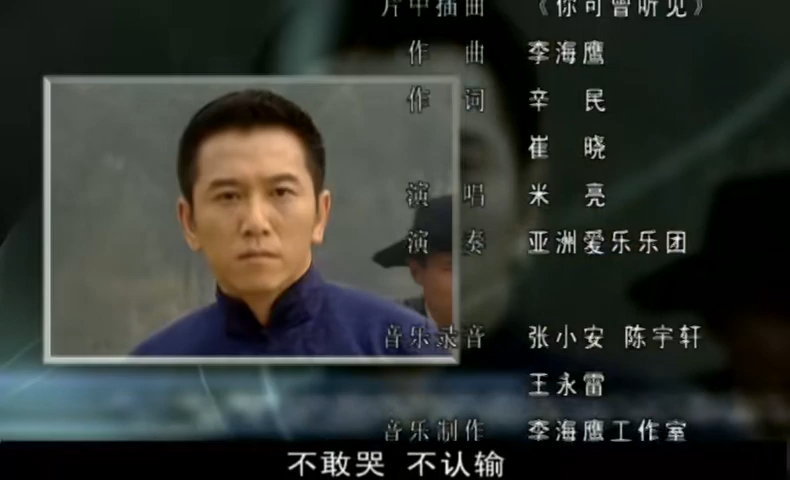 片中插曲 《你可曾听见》
作曲 李海鹰
作词 辛民
崔晓
演唱 米亮
演奏 亚洲爱乐乐团
音乐录音 张小安 陈宇轩
王永雷
音乐制作 李海鹰工作室
不敢哭 不认输